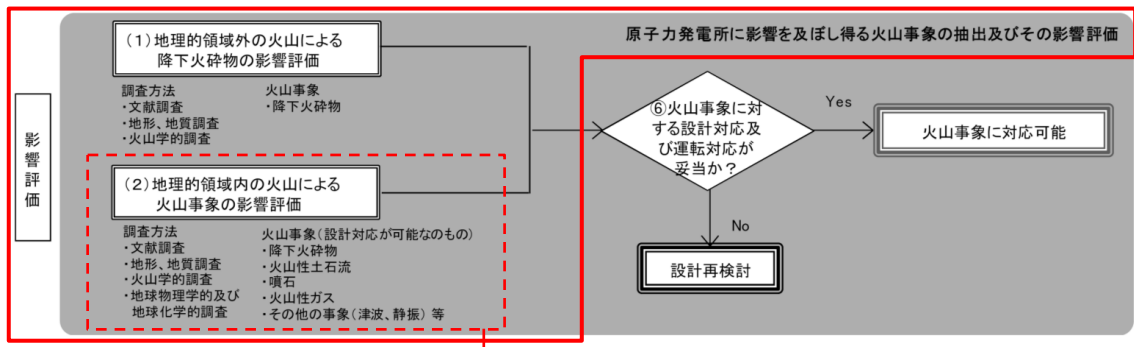 原子力発電所に影響を及ぼし得る火山事象の抽出及びその影響評価
影響評価
(1)地理的領域外の火山による
降下火砕物の影響評価
調査方法
・文献調査
・地形、地質調査
・火山学的調査
火山事象
・降下火砕物
(2)地理的領域内の火山による
火山事象の影響評価
調査方法
・文献調査
・地形、地質調査
・火山学的調査
・地球物理学的及び
地球化学的調査
火山事象(設計対応が可能なのもの)
・降下火砕物
・火山性土石流
・噴石
・火山性ガス
・その他の事象(津波、静振) 等
⑥火山事象に対
する設計対応及
び運転対応が
妥当か?
Yes
火山事象に対応可能
No
設計再検討